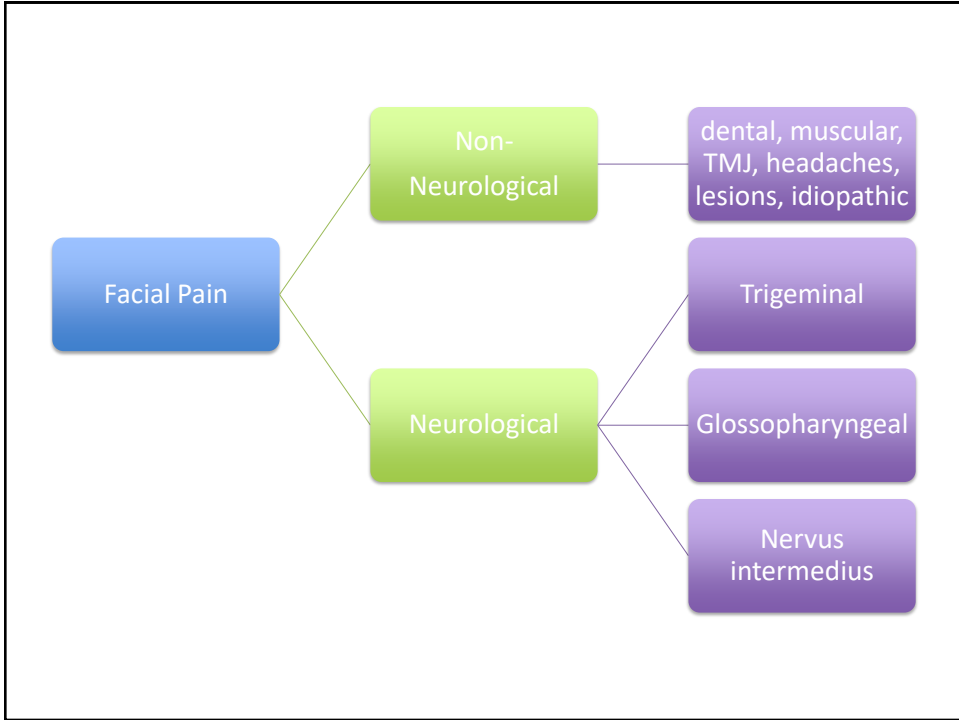 Facial Pain
Non-
Neurological
Neurological
dental, muscular,
TMJ, headaches,
lesions, idiopathic
Trigeminal
Glossopharyngeal
Nervus
intermedius